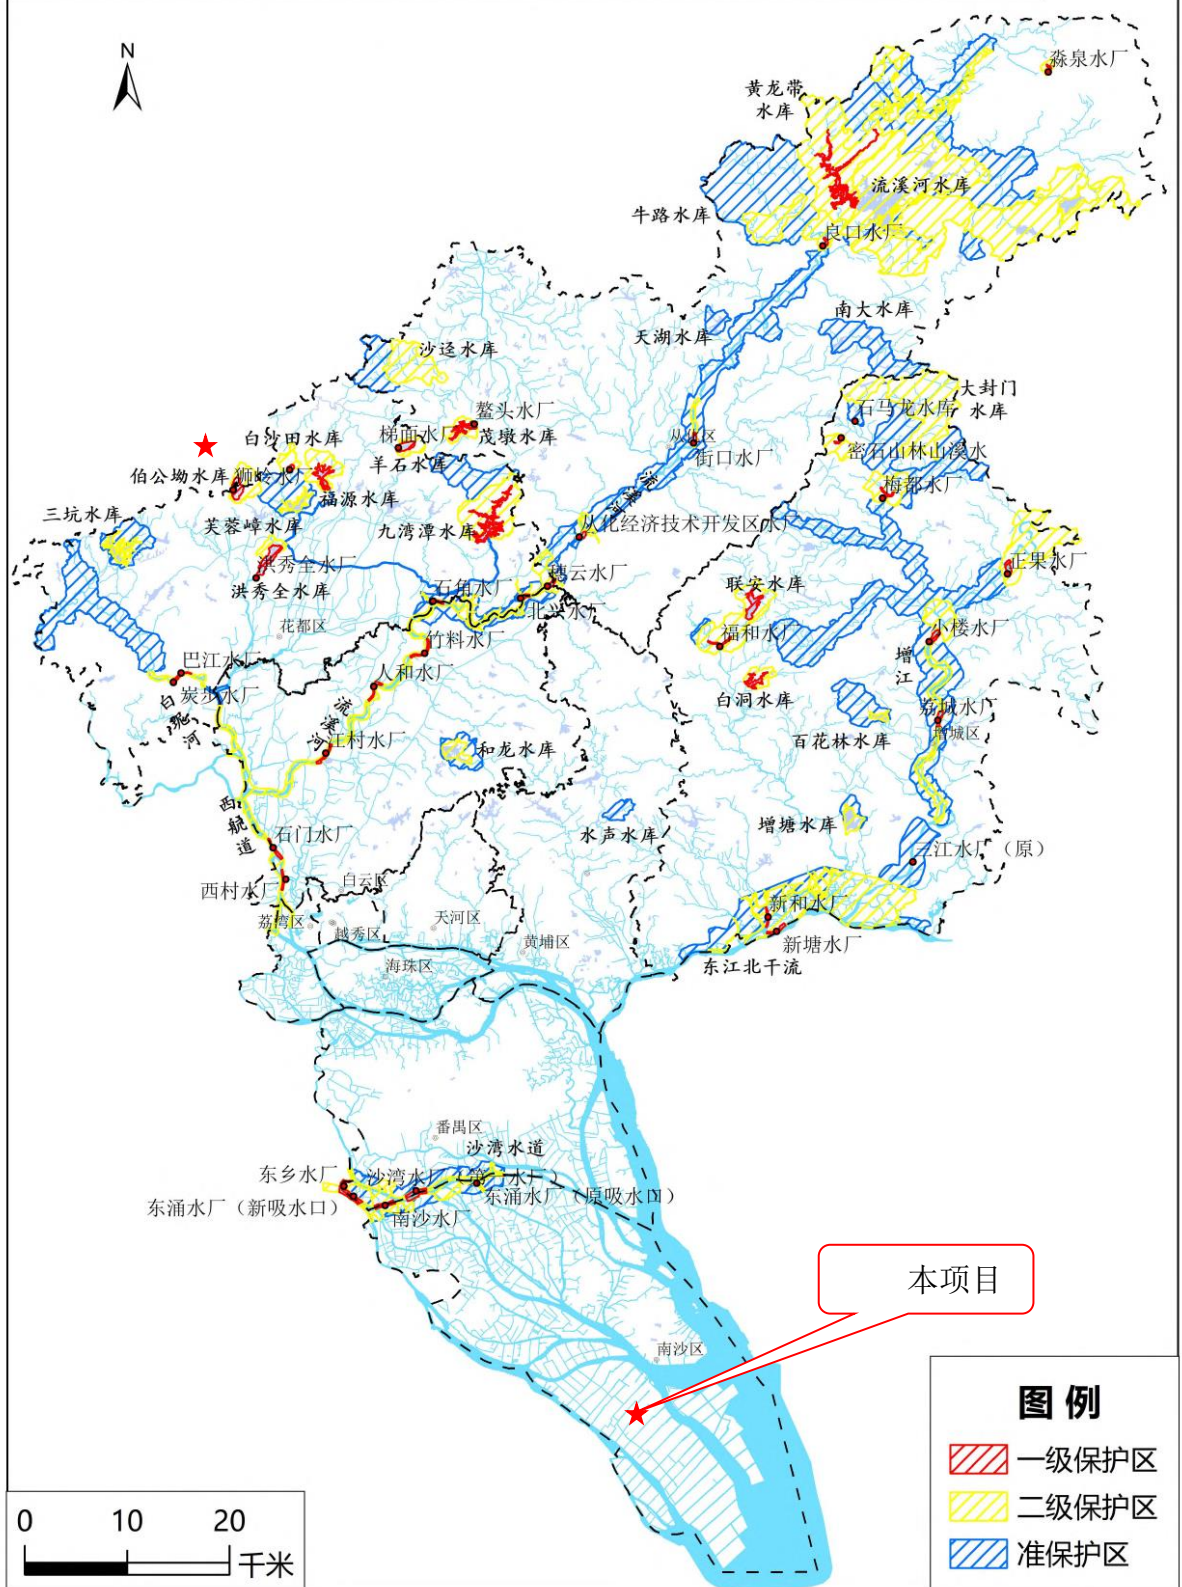 N
淼泉水厂
黄龙带
水库
流溪河水库
牛路水库
良口水厂
南大水库
天湖水库
沙迳水库
大封门
水库
石马龙水库
鳌头水厂
梯面水厂
茂墩水库
白沙田水库
从化区
街口水厂
密石山林山溪水
羊石水库
伯公坳水库
狮岭水厂
梅都水厂
福源水库
三坑水库
芙蓉嶂水库
九湾潭水库
流溪河
从化经济技术开发区水厂
洪秀全水厂
正果水厂
穗云水厂
联安水库
石角水厂
洪秀全水库
北兴水厂
花都区
小楼水厂
福和水厂
竹料水厂
巴江水厂
增江
人和水厂
白洞水库
炭步水厂
白坭河
流溪河
荔城水厂
增城区
江村水厂
和龙水库
百花林水库
西航道
增塘水库
水声水库
石门水厂
三江水厂（原）
白云区
西村水厂
新和水厂
荔湾区
越秀区
天河区
黄埔区
新塘水厂
海珠区
东江北干流
番禺区
沙湾水道
东乡水厂
沙湾水厂
东涌水厂（原吸水口）
东涌水厂（新吸水口）
南沙水厂
本项目
南沙区
图例
一级保护区
二级保护区
准保护区
0 10 20
千米